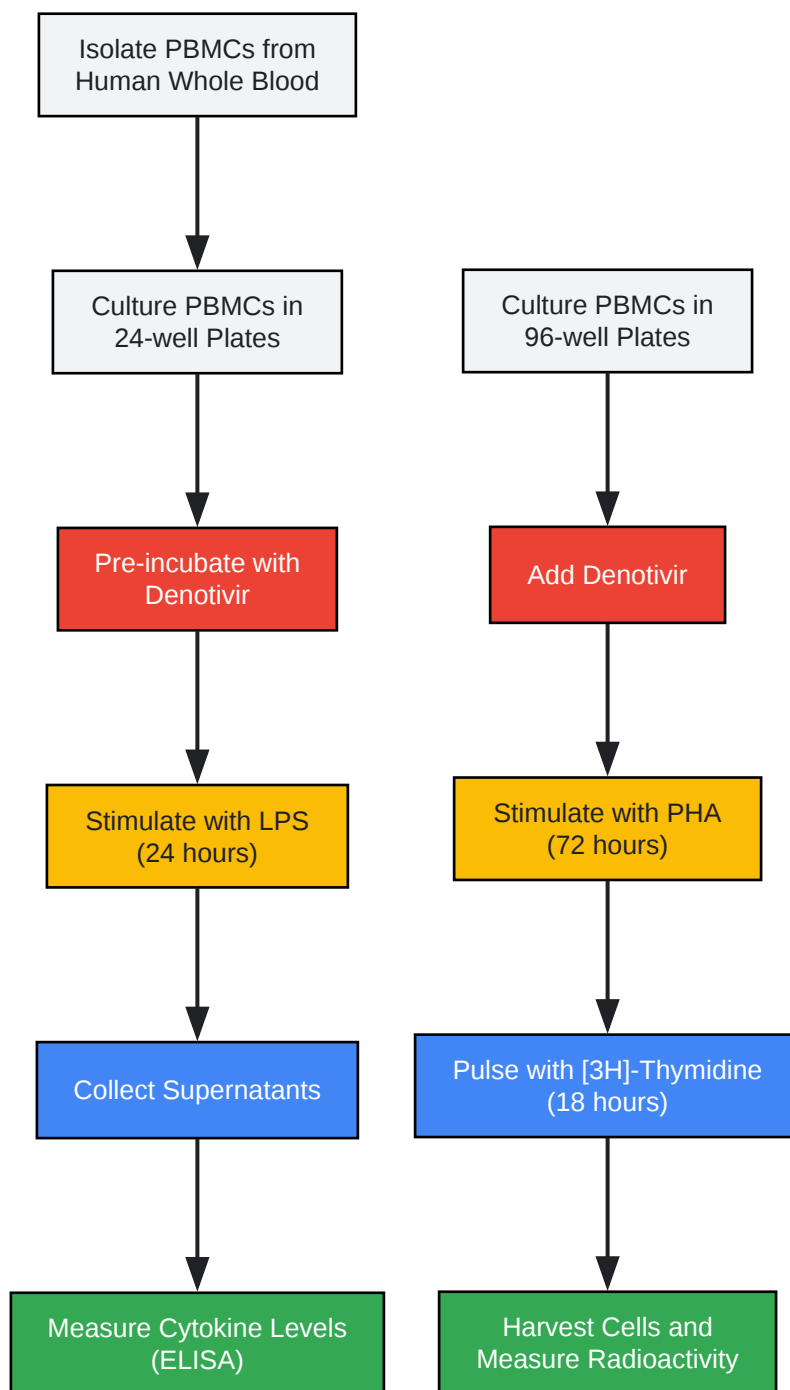 Isolate PBMCs from
Human Whole Blood
Culture PBMCs in
24-well Plates
Culture PBMCs in
96-well Plates
Pre-incubate with
Denotivir
Add Denotivir
Stimulate with LPS
(24 hours)
Stimulate with PHA
(72 hours)
Collect Supernatants
Pulse with [3H]-Thymidine
(18 hours)
Measure Cytokine Levels
(ELISA)
Harvest Cells and
Measure Radioactivity